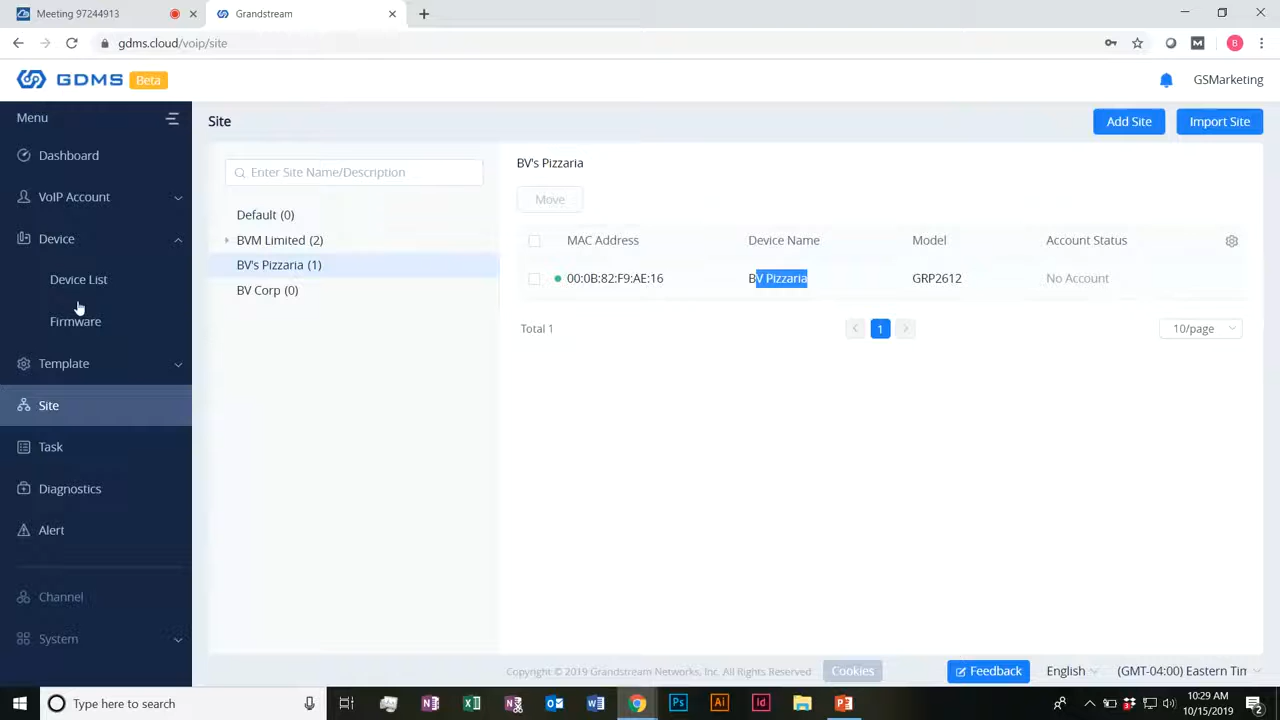 Meeting 97244913
Grandstream
gdms.cloud/voip/site
GDMS Beta
GSMarketing
Menu
Dashboard
VoIP Account
Device
Device List
Firmware
Template
Site
Task
Diagnostics
Alert
Channel
System
Site
Add Site
Import Site
Enter Site Name/Description
Default (0)
BVM Limited (2)
BV's Pizzaria (1)
BV Corp (0)
BV's Pizzaria
Move
MAC Address Device Name Model Account Status
00:0B:82:F9:AE:16 BV Pizzaria GRP2612 No Account
Total 1
1
10/page
Copyright © 2019 Grandstream Networks, Inc. All Rights Reserved
Cookies
Feedback
English
(GMT-04:00) Eastern Tim
Type here to search
10:29 AM
10/15/2019